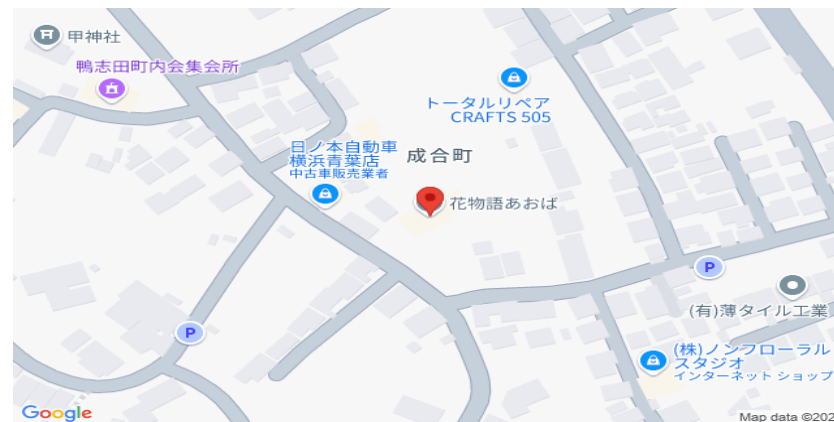 甲神社
鴨志田町内会集会所
トータルリペア
CRAFTS 505
日ノ本自動車
横浜青葉店
中古車販売業者
成合町
花物語あおば
P
(有)薄タイル工業
P
(株)ノンフローラル
スタジオ
インターネット ショップ
Google
Map data ©202